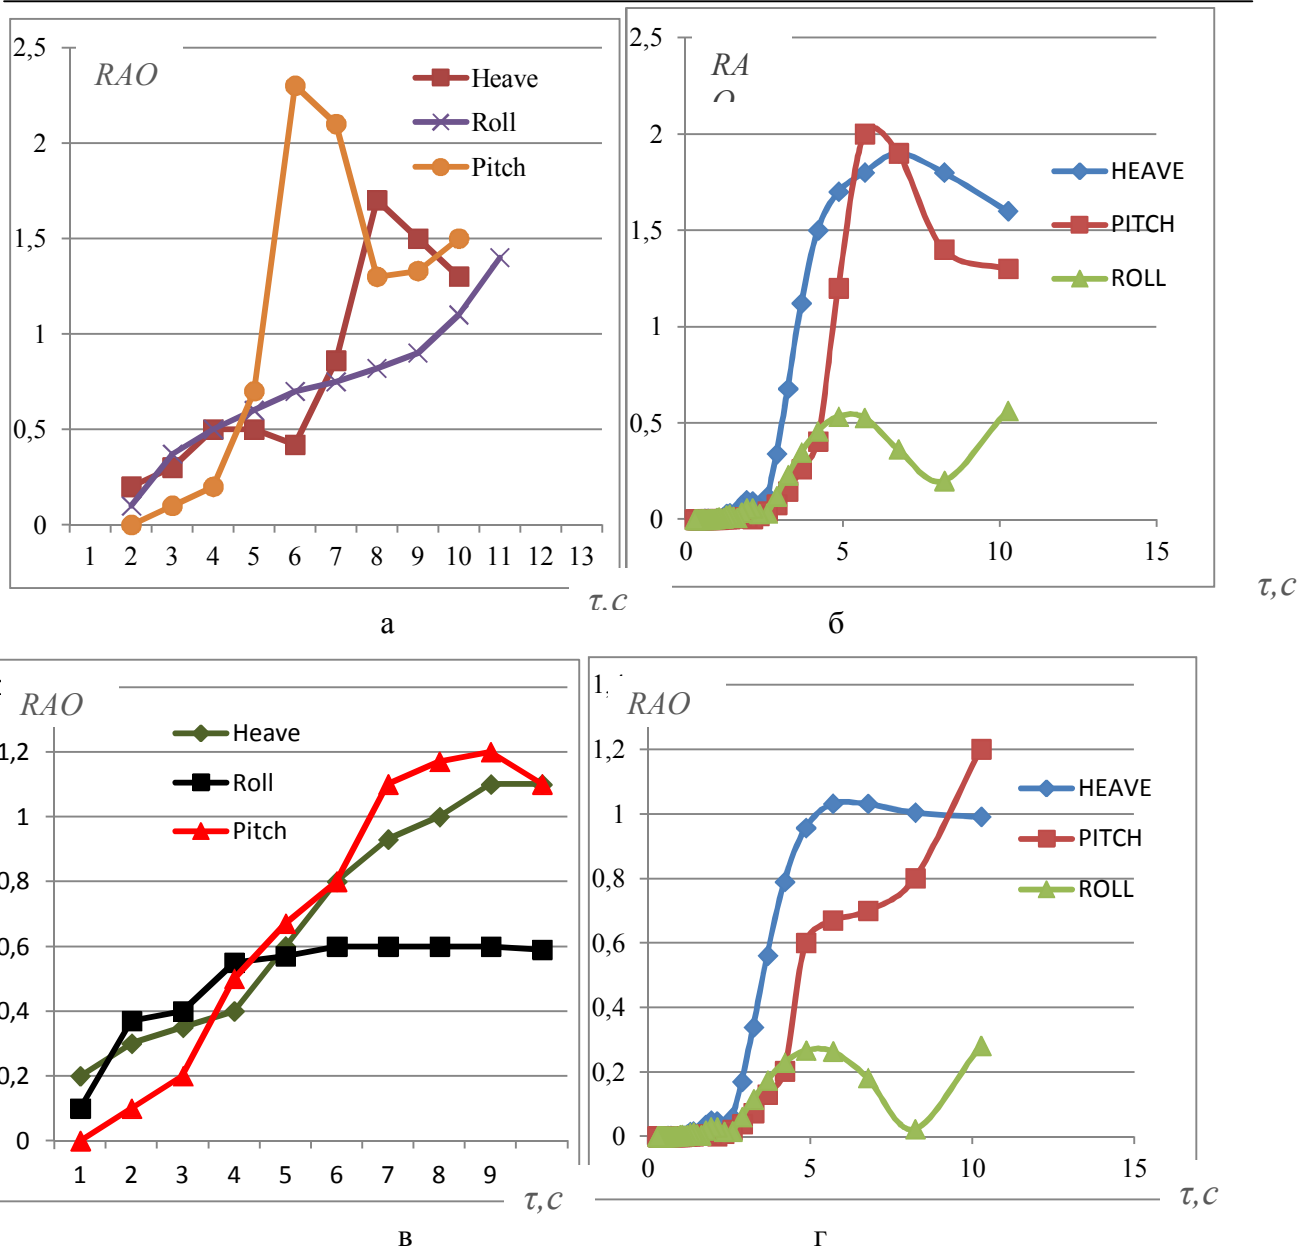 2,5
RAO
Heave
Roll
Pitch
2
1,5
1
0,5
0
1 2 3 4 5 6 7 8 9 10 11 12 13
τ,с
а
2,5
RA
O
HEAVE
PITCH
ROLL
2
1,5
1
0,5
0
0 5 10 15
τ,с
б
RAO
Heave
Roll
Pitch
1,2
1
0,8
0,6
0,4
0,2
0
1 2 3 4 5 6 7 8 9
τ,с
в
RAO
HEAVE
PITCH
ROLL
1,2
1
0,8
0,6
0,4
0,2
0
0 5 10 15
τ,с
г